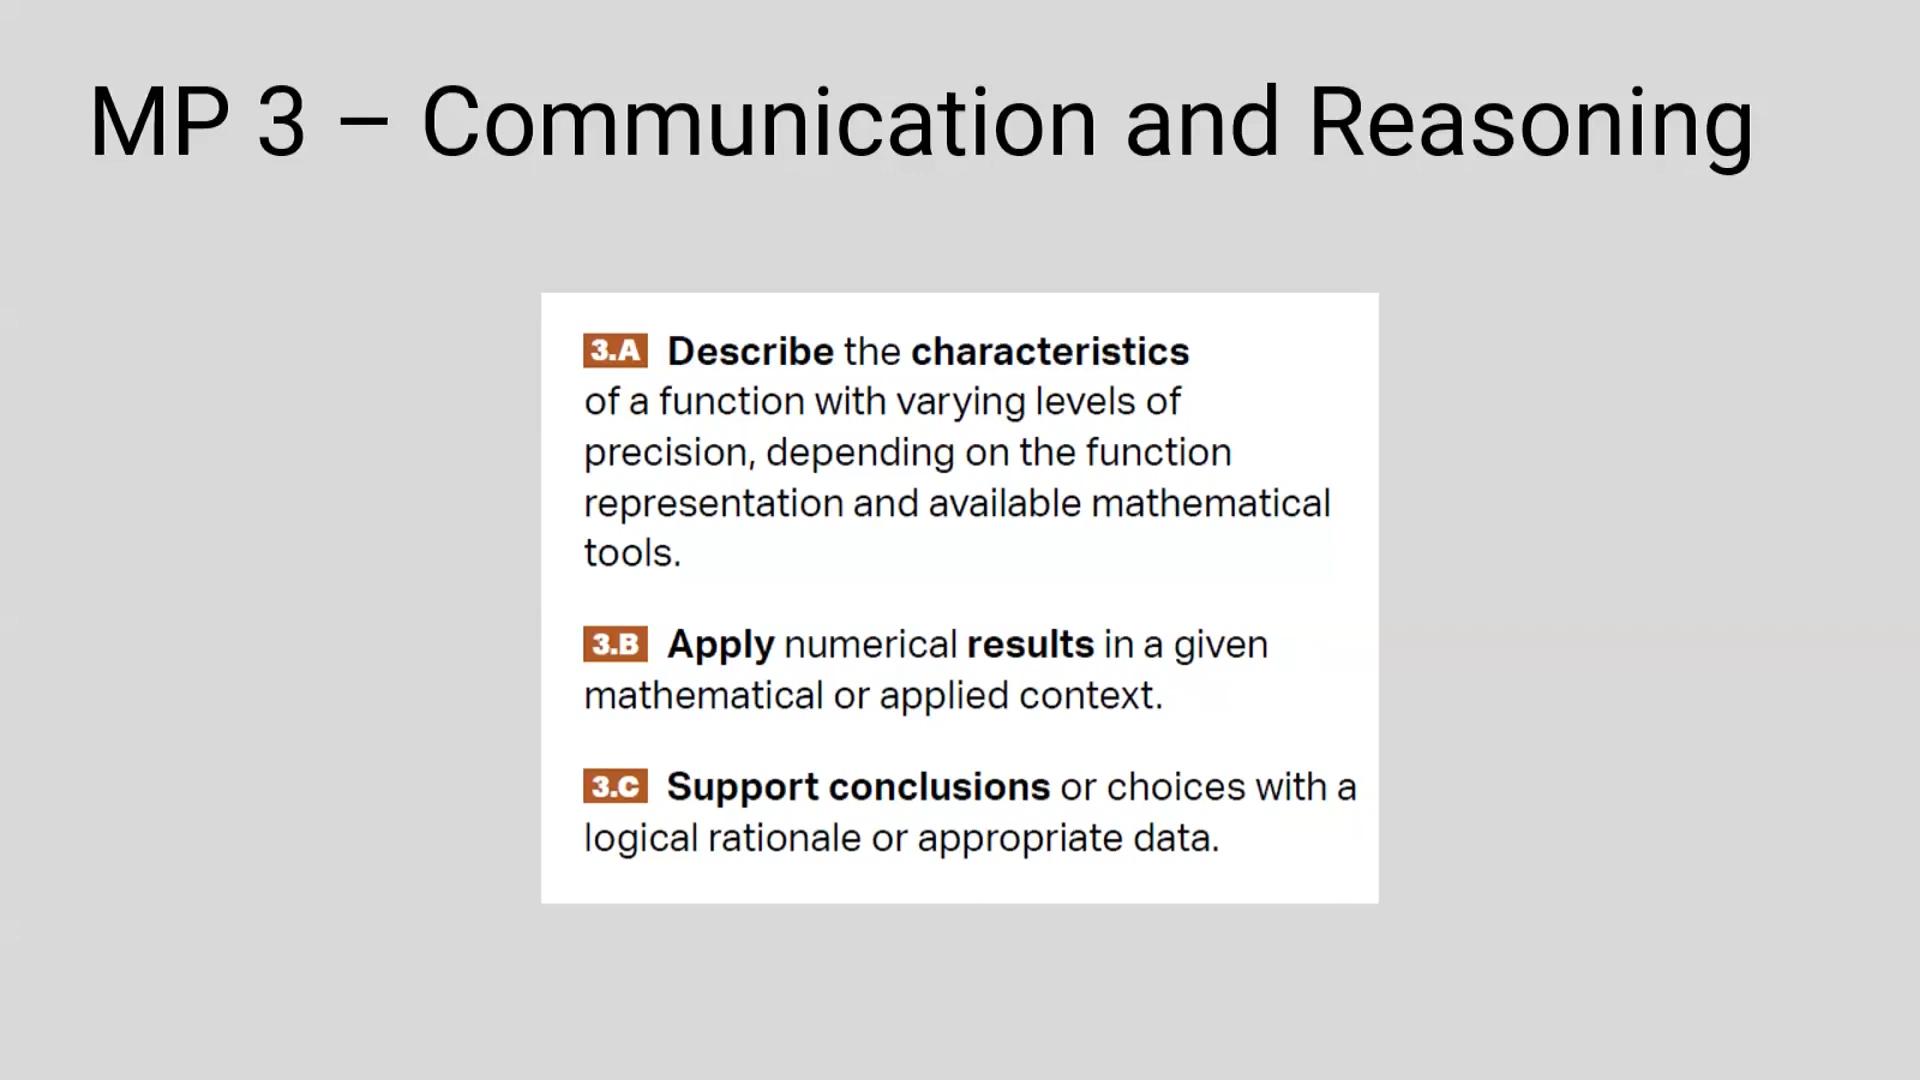 MP 3 – Communication and Reasoning
3.A Describe the characteristics
of a function with varying levels of
precision, depending on the function
representation and available mathematical
tools.
3.B Apply numerical results in a given
mathematical or applied context.
3.C Support conclusions or choices with a
logical rationale or appropriate data.